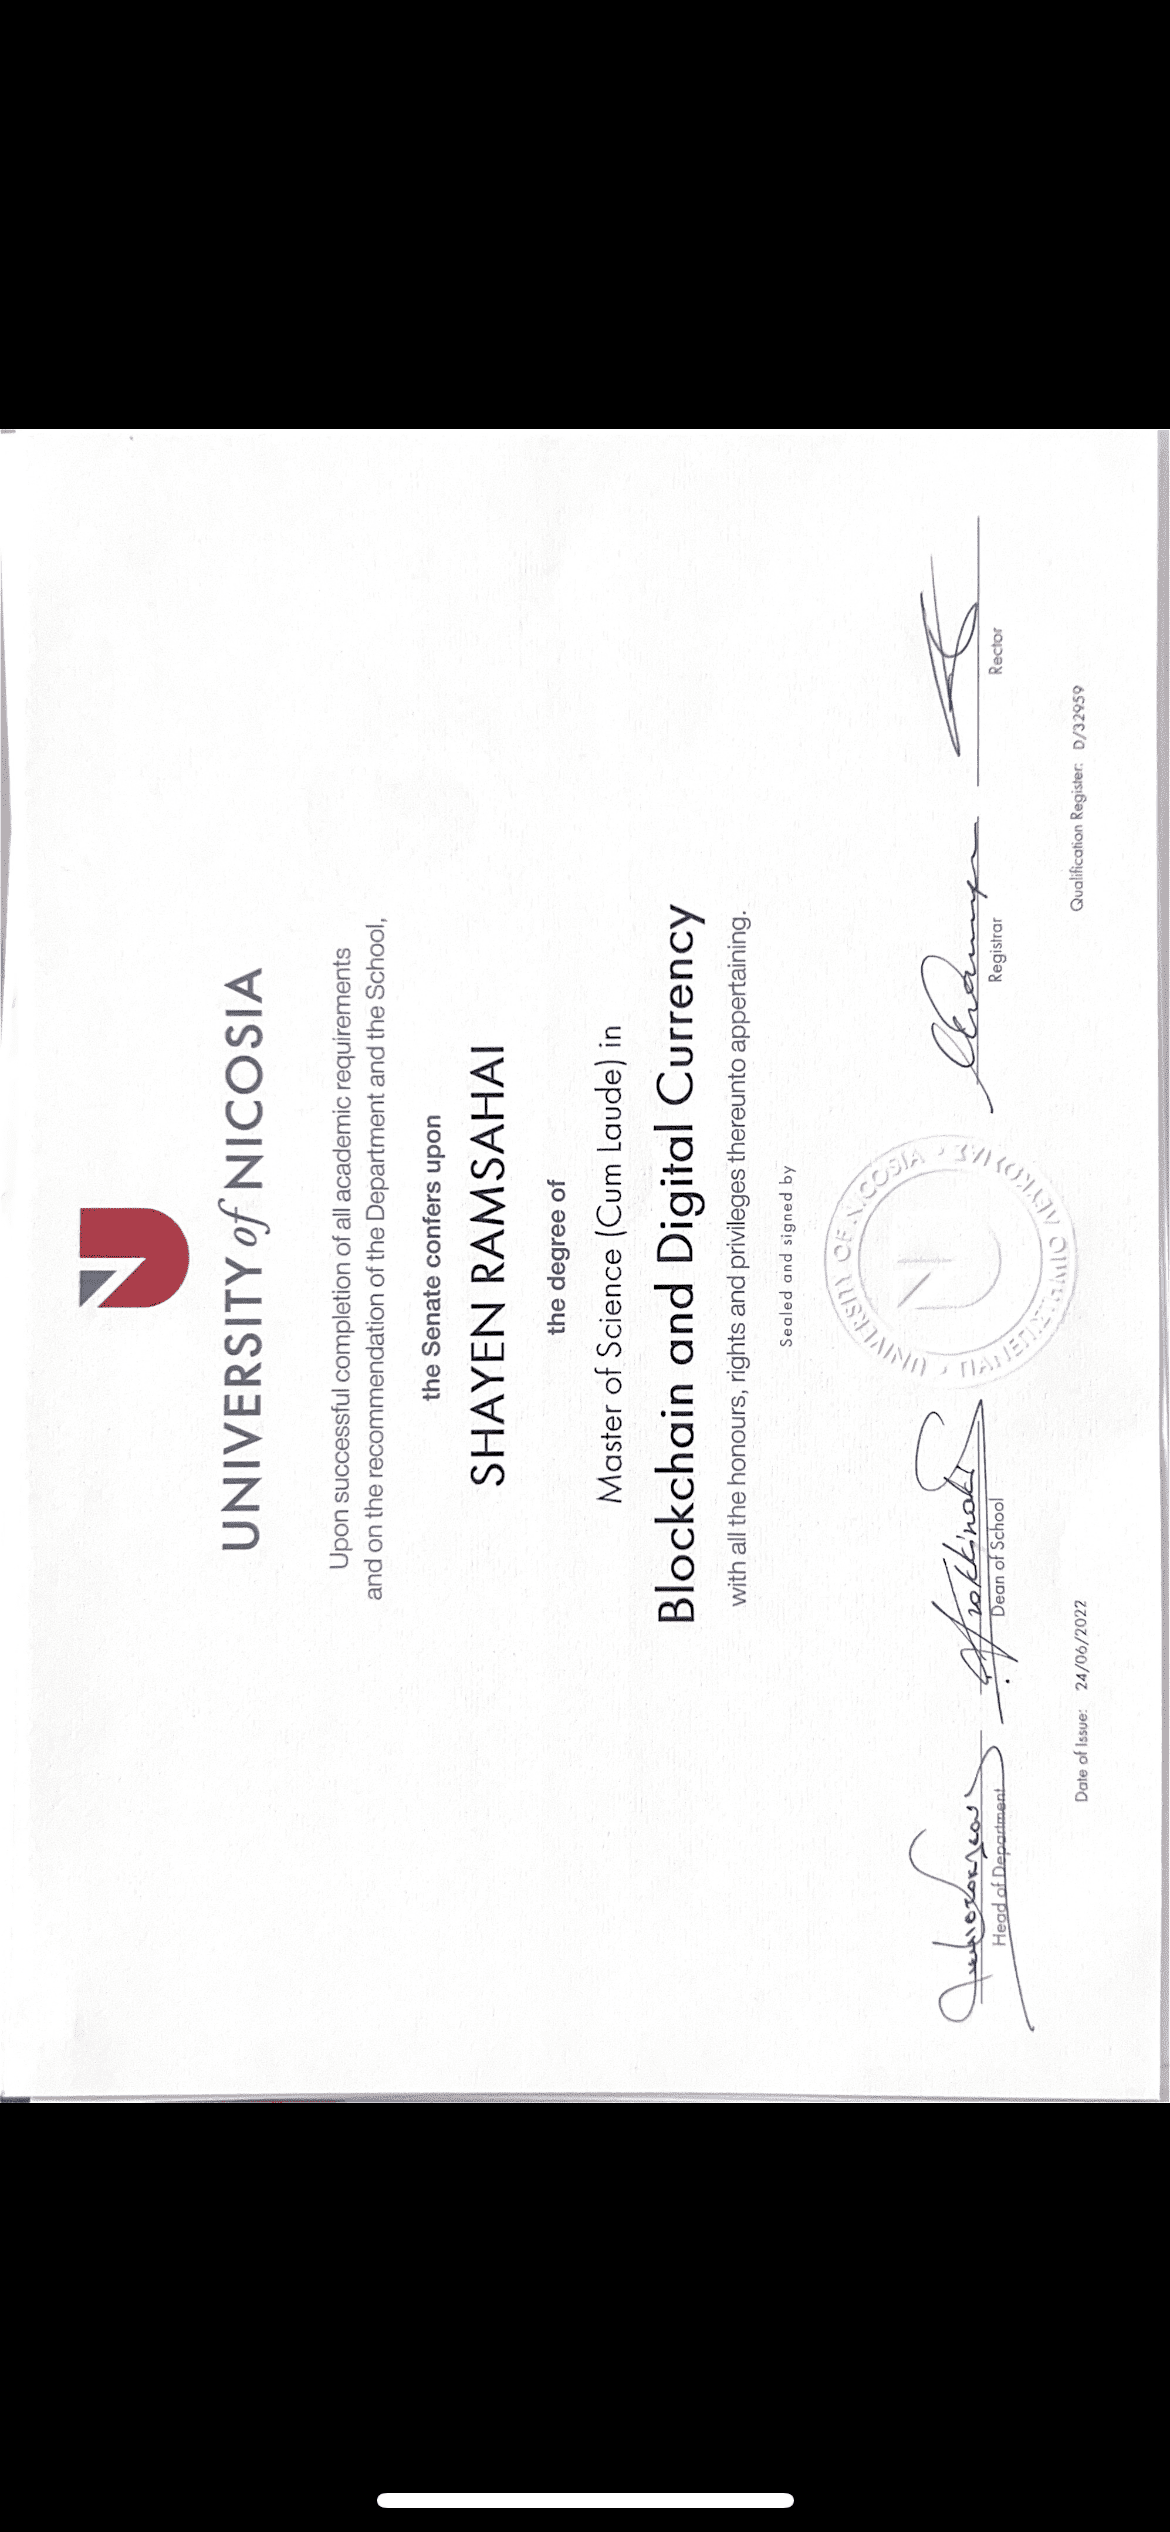 UNIVERSITY of NICOSIA
Upon successful completion of all academic requirements
and on the recommendation of the Department and the School,
the Senate confers upon
SHAYEN RAMSAHAI
the degree of
Master of Science (Cum Laude) in
Blockchain and Digital Currency
with all the honours, rights and privileges thereunto appertaining.
Sealed and signed by
UNIVERSITY OF NICOSIA · ΠΑΝΕΠΙΣΤΗΜΙΟ ΛΕΥΚΩΣΙΑΣ ·
Head of Department
Dean of School
Registrar
Rector
Date of Issue: 24/06/2022
Qualification Register: D/32959